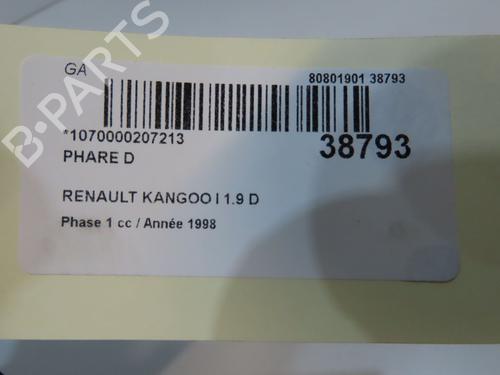 GA
80801901 38793
*1070000207213
38793
PHARE D
RENAULT KANGOO I 1.9 D
Phase 1 cc / Année 1998
B-PARTS